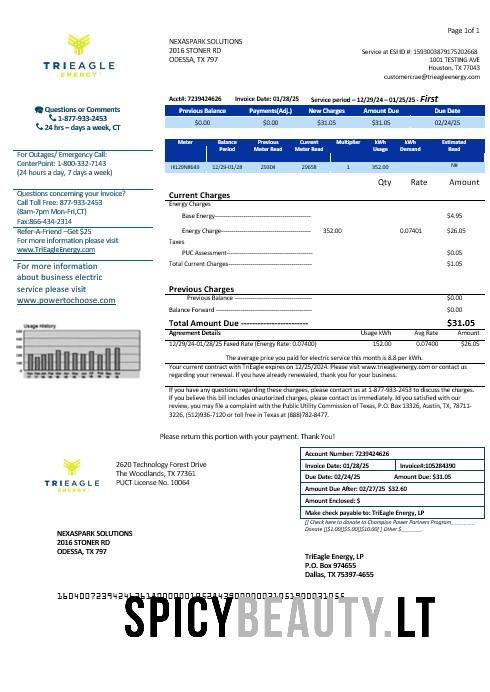 Page 1of 1
TRIEAGLE
ENERGY
NEXASPARK SOLUTIONS
2016 STONER RD
ODESSA, TX 797
Service at ESIID #: 1593003879175202668
1001 TESTING AVE
Houston, TX 77043
customercrae@trieagleenergy.com
Questions or Comments
1-877-933-2453
24 hrs – days a week, CT
Acct#: 7239424626 Invoice Date: 01/28/25 Service period – 12/29/24 – 01/25/25 - First
Previous Balance Payments(Adj.) New Charges Amount Due Due Date
$0.00 $0.00 $31.05 $31.05 02/24/25
Meter Balance Period Previous Meter Read Current Meter Read Multiplier kWh Usage kWh Demand Estimated Read
12/29-01/28 29304 29658 1 352.00
For Outages/ Emergency Call:
CenterPoint: 1-800-332-7143
(24 hours a day, 7 days a week)
Qty Rate Amount
Questions concerning your invoice?
Call Toll Free: 877-933-2453
(8am-7pm Mon-Fri,CT)
Fax:866-434-2314
Refer-A-Friend –Get $25
For more information please visit
www.TriEagleEnergy.com
For more information
about business electric
service please visit
www.powertochoose.com
Current Charges
Energy Charges
Base Energy $4.95
Energy Charge 352.00 0.07401 $26.05
Taxes
PUC Assessment $0.05
Total Current Charges $1.05
Previous Charges
Previous Balance $0.00
Balance Forward $0.00
Total Amount Due $31.05
Usage History
Agreement Details Usage kWh Avg Rate Amount
12/29/24-01/28/25 Faxed Rate (Energy Rate: 0.07400) 152.00 0.07400 $26.05
The average price you paid for electric service this month is 8.8 per kWh.
Your current contract with TriEagle expires on 12/25/2024. Please visit www.trieagleenergy.com or contact us
regarding your renewal. If you have already renewed, thank you for your business.
If you have any questions regarding these charges, please contact us at 1-877-933-2453 to discuss the charges.
If you believe this bill includes unautorized charges, please contact us immediately. Id satisfied with our
review, you may file a complaint with the Public Utility Commission of Texas, P.O. Box 13326, Austin, TX, 78711-
3226, (512)936-7120 or toll free in Texas at (888)782-8477.
Please return this portion with your payment. Thank You!
TRIEAGLE
ENERGY
2620 Technology Forest Drive
The Woodlands, TX 77361
PUCT License No. 10064
Account Number: 7239424626
Invoice Date: 01/28/25 Invoice#:105284390
Due Date: 02/24/25 Amount Due: $31.05
Amount Due After: 02/27/25 $32.60
Amount Enclosed: $
Make check payable to: TriEagle Energy, LP
[] Check here to donate to Champion Power Partners Program
Donate [][$1.00][$5.00][$10.00] [ ] Other $
NEXASPARK SOLUTIONS
2016 STONER RD
ODESSA, TX 797
TriEagle Energy, LP
P.O. Box 974655
Dallas, TX 75397-4655
SPICYBEAUTY.LT